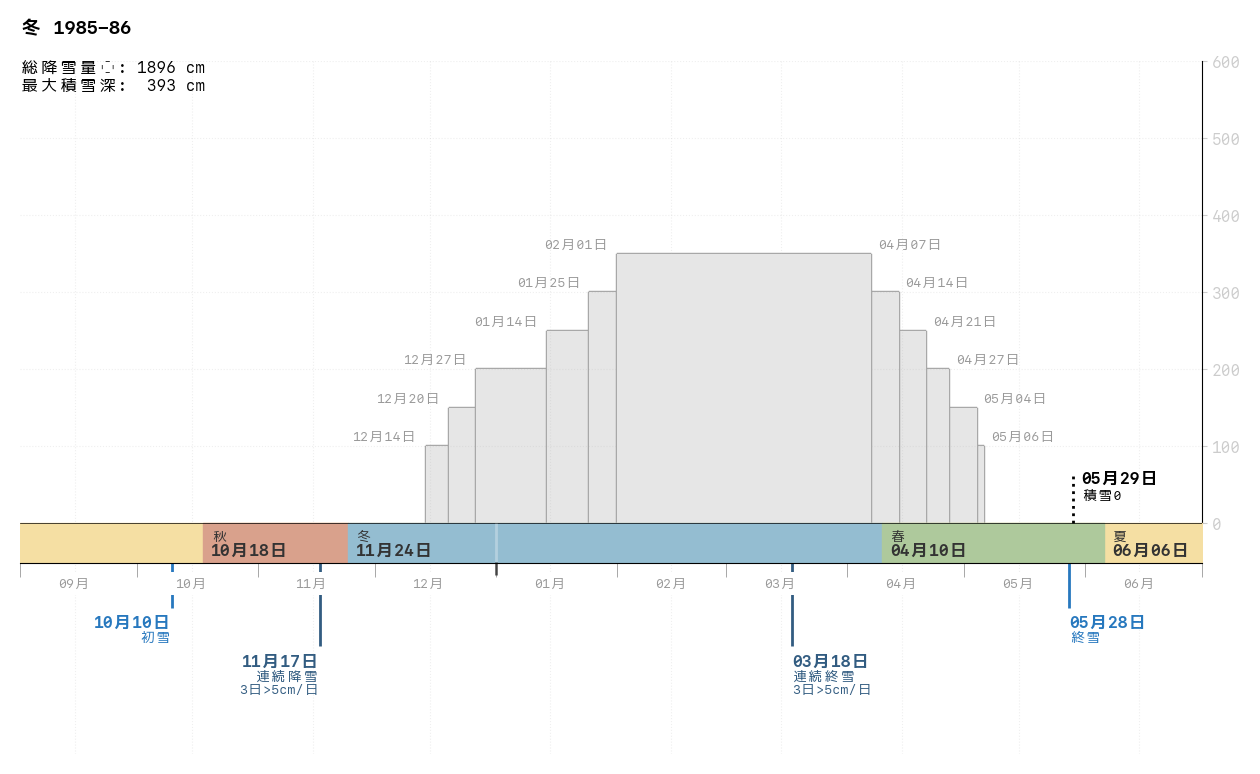 冬 1985–86
総降雪量: 1896 cm
最大積雪深: 393 cm
600
500
400
300
200
100
0
02月01日
04月07日
01月25日
04月14日
01月14日
04月21日
12月27日
04月27日
12月20日
05月04日
12月14日
05月06日
05月29日
積雪0
秋
10月18日
冬
11月24日
春
04月10日
夏
06月06日
09月
10月
11月
12月
01月
02月
03月
04月
05月
06月
10月10日
初雪
05月28日
終雪
11月17日
連続降雪
3日>5cm/日
03月18日
連続終雪
3日>5cm/日